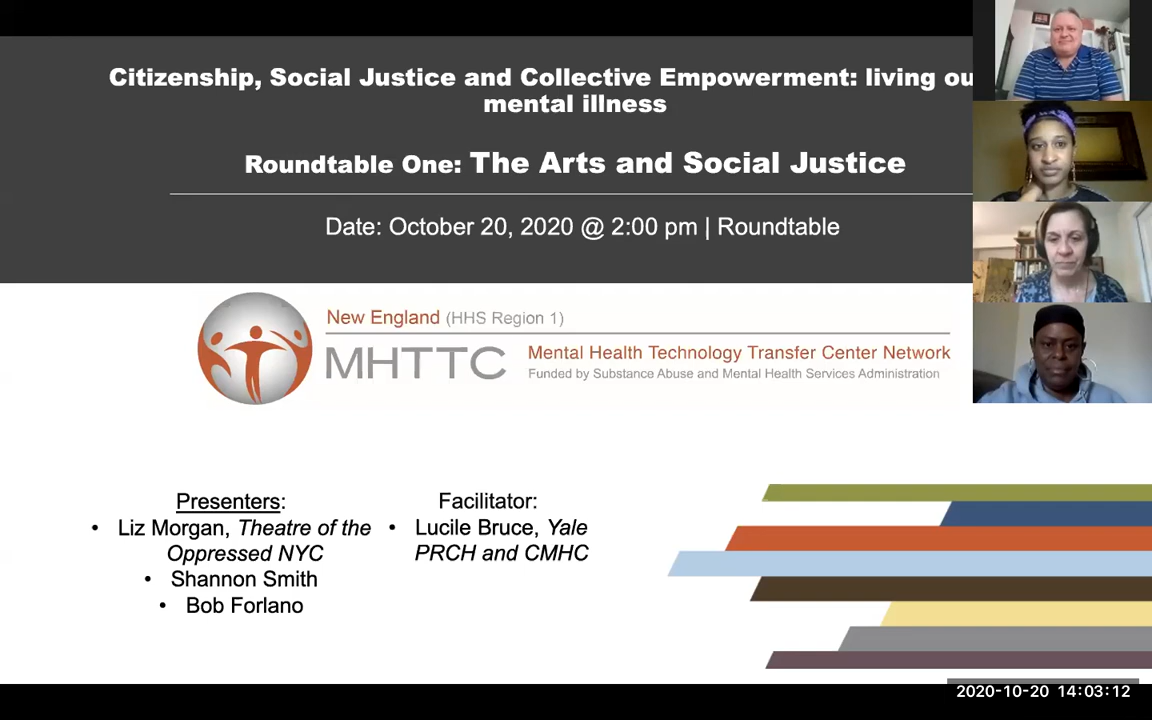 Citizenship, Social Justice and Collective Empowerment: living ou
mental illness
Roundtable One: The Arts and Social Justice
Date: October 20, 2020 @ 2:00 pm | Roundtable
New England (HHS Region 1)
MHTTC
Mental Health Technology Transfer Center Network
Funded by Substance Abuse and Mental Health Services Administration
Presenters:
• Liz Morgan, Theatre of the
Oppressed NYC
• Shannon Smith
• Bob Forlano
Facilitator:
• Lucile Bruce, Yale
PRCH and CMHC
2020-10-20 14:03:12